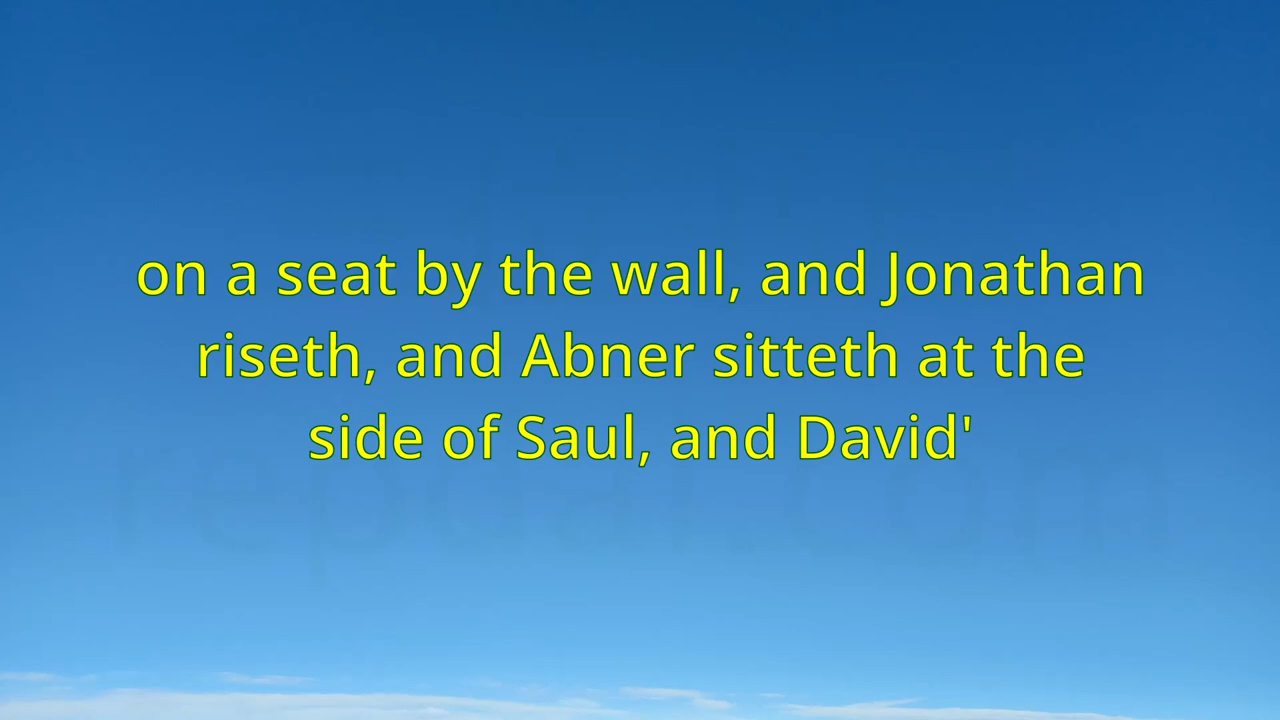 on a seat by the wall, and Jonathan
riseth, and Abner sitteth at the
side of Saul, and David'